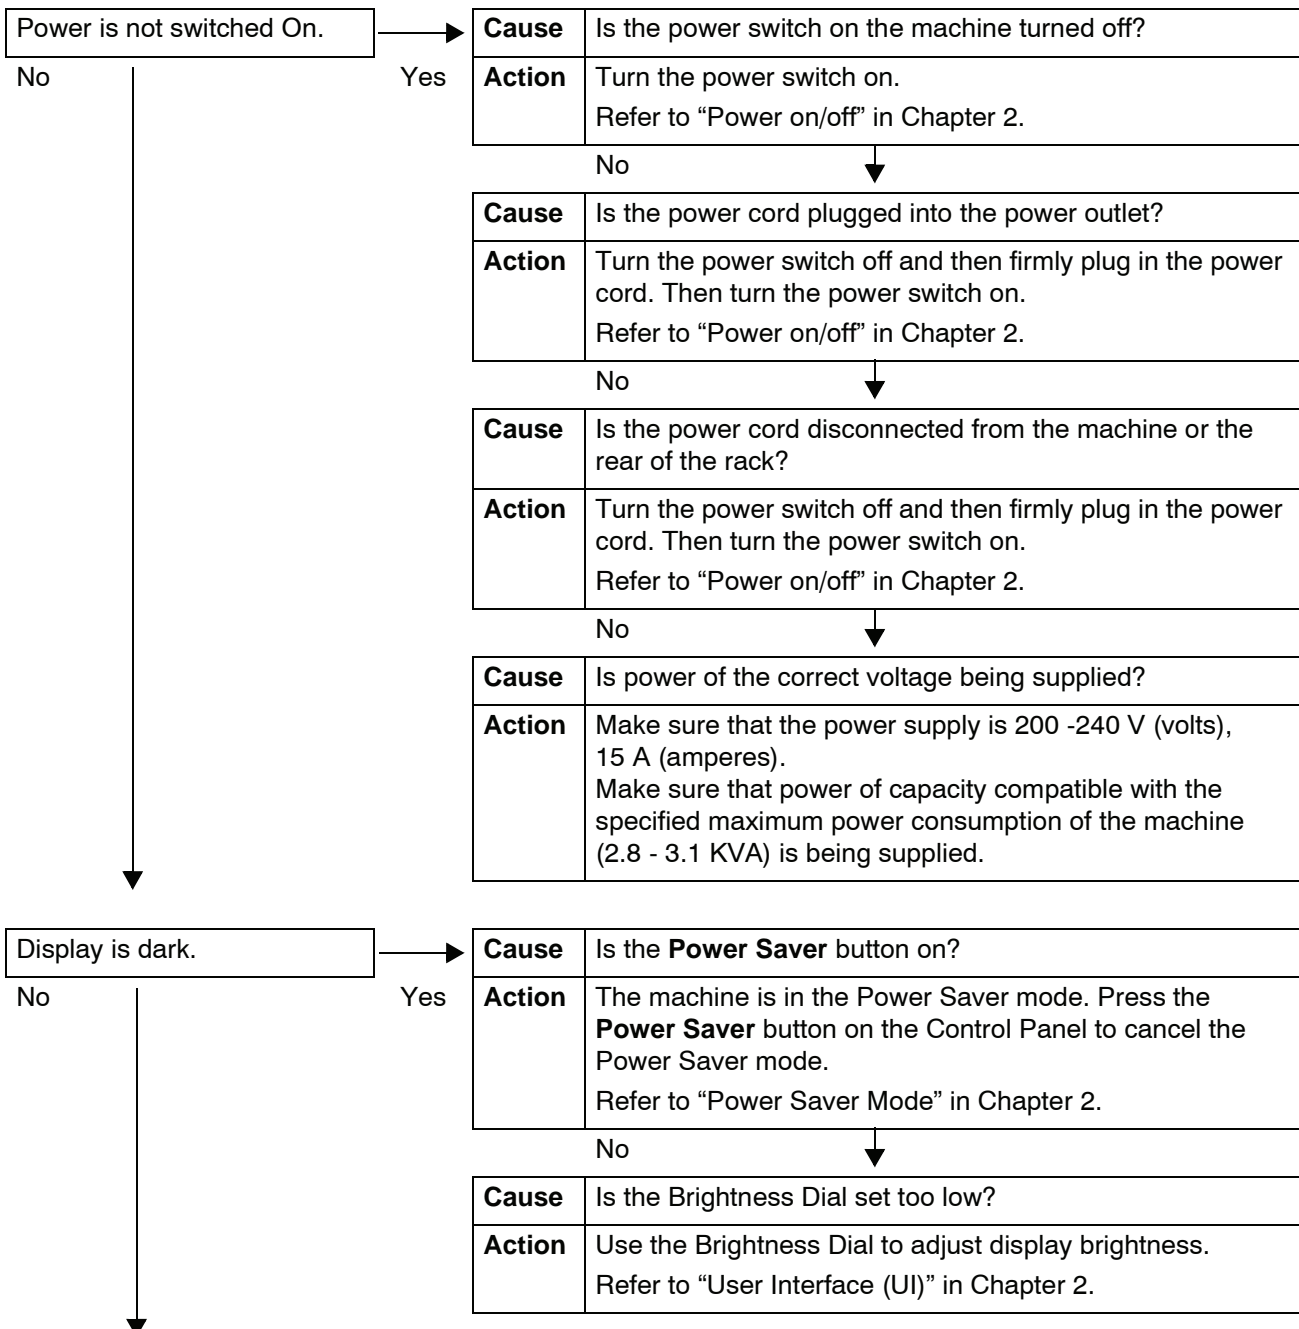 Power is not switched On.
No
Yes
Cause
Is the power switch on the machine turned off?
Action
Turn the power switch on.
Refer to “Power on/off” in Chapter 2.
No
Cause
Is the power cord plugged into the power outlet?
Action
Turn the power switch off and then firmly plug in the power
cord. Then turn the power switch on.
Refer to “Power on/off” in Chapter 2.
No
Cause
Is the power cord disconnected from the machine or the
rear of the rack?
Action
Turn the power switch off and then firmly plug in the power
cord. Then turn the power switch on.
Refer to “Power on/off” in Chapter 2.
No
Cause
Is power of the correct voltage being supplied?
Action
Make sure that the power supply is 200 -240 V (volts),
15 A (amperes).
Make sure that power of capacity compatible with the
specified maximum power consumption of the machine
(2.8 - 3.1 KVA) is being supplied.
Display is dark.
No
Yes
Cause
Is the Power Saver button on?
Action
The machine is in the Power Saver mode. Press the
Power Saver button on the Control Panel to cancel the
Power Saver mode.
Refer to “Power Saver Mode” in Chapter 2.
No
Cause
Is the Brightness Dial set too low?
Action
Use the Brightness Dial to adjust display brightness.
Refer to “User Interface (UI)” in Chapter 2.